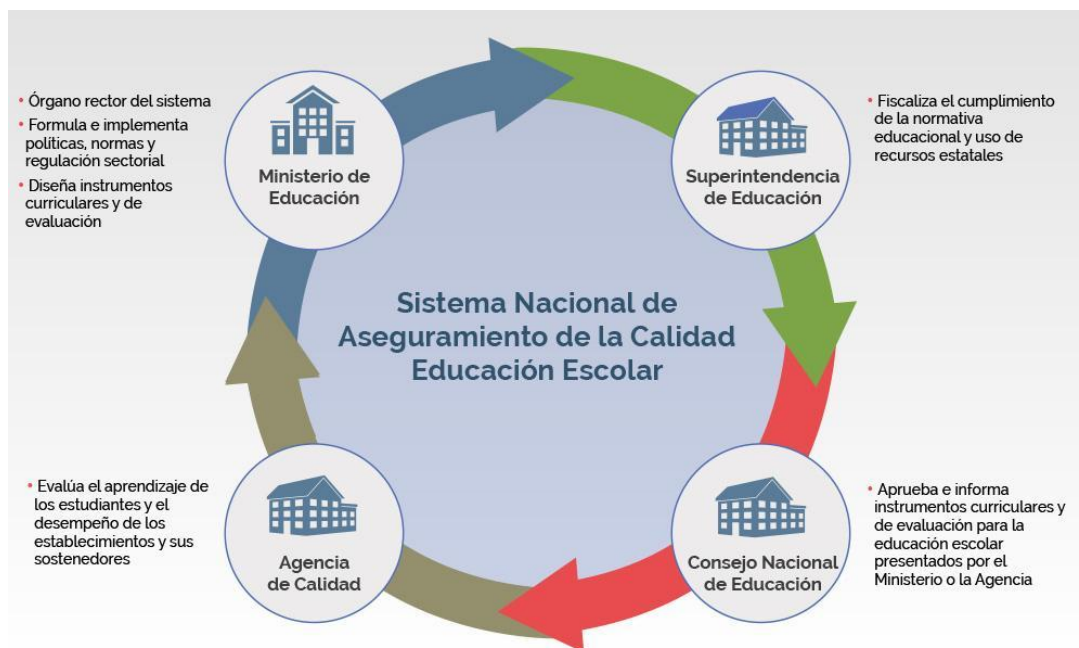 • Órgano rector del sistema
• Formula e implementa
políticas, normas y
regulación sectorial
• Diseña instrumentos
curriculares y de
evaluación
Ministerio de
Educación
Superintendencia
de Educación
• Fiscaliza el cumplimiento
de la normativa
educacional y uso de
recursos estatales
Sistema Nacional de
Aseguramiento de la Calidad
Educación Escolar
• Evalúa el aprendizaje de
los estudiantes y el
desempeño de los
establecimientos y sus
sostenedores
Agencia
de Calidad
Consejo Nacional
de Educación
• Aprueba e informa
instrumentos curriculares y
de evaluación para la
educación escolar
presentados por el
Ministerio o la Agencia